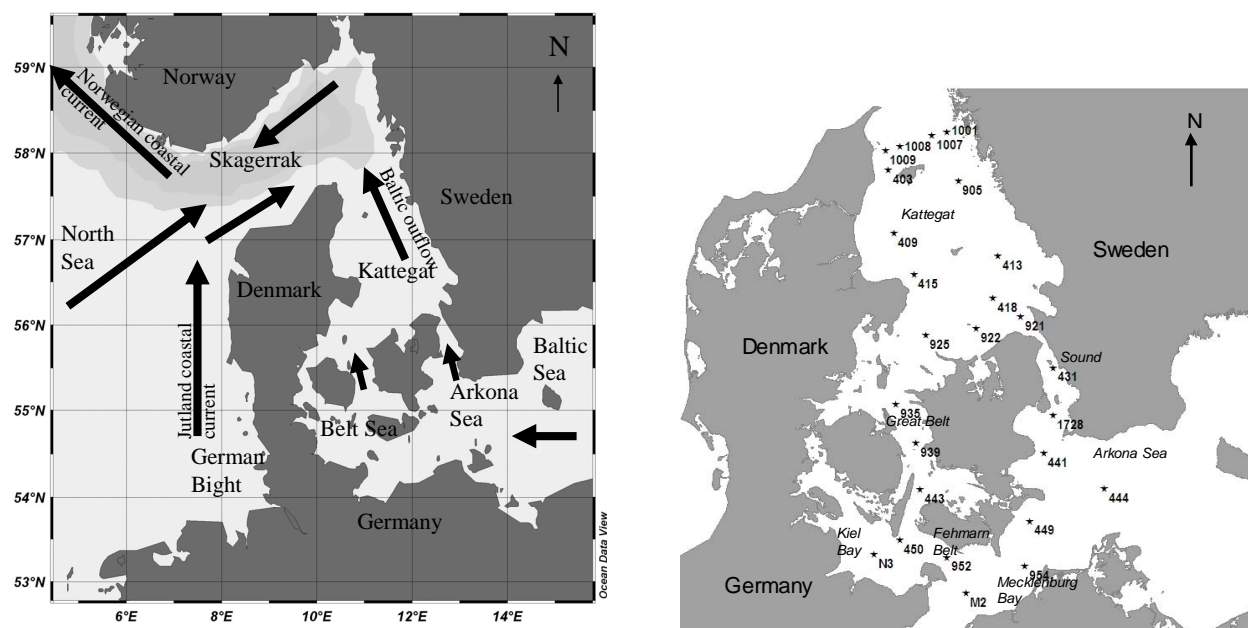 59°N
58°N
57°N
56°N
55°N
54°N
53°N
6°E
8°E
10°E
12°E
14°E
Norway
N
Norwegian coastal
current
Skagerrak
Sweden
Baltic outflow
North
Sea
Kattegat
Denmark
Jutland coastal
current
Baltic
Sea
Arkona
Sea
Belt Sea
German
Bight
Germany
Ocean Data View
N
1001
1008
1007
1009
403
905
Kattegat
409
413
415
418
921
922
925
Sweden
Denmark
Sound
431
935
Great Belt
1728
939
441
Arkona Sea
443
444
449
Kiel
Bay
450
Fehmarn
Belt
N3
952
954
Mecklenburg
Bay
M2
Germany